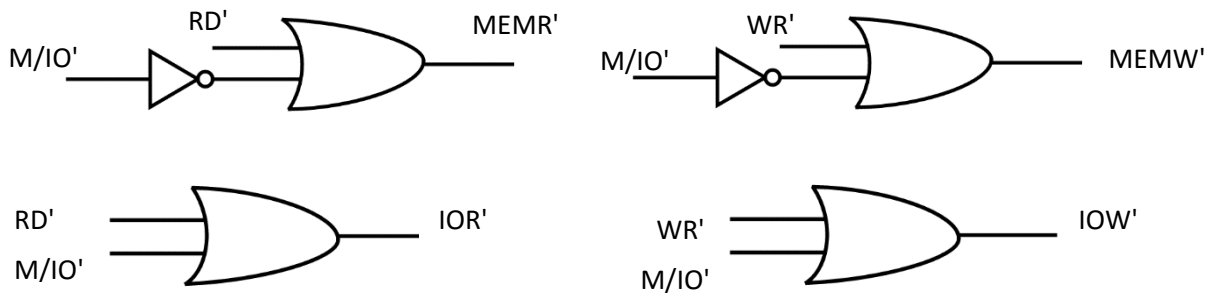 RD'
MEMR'
M/IO'
WR'
M/IO'
MEMW'
RD'
IOR'
M/IO'
WR'
IOW'
M/IO'